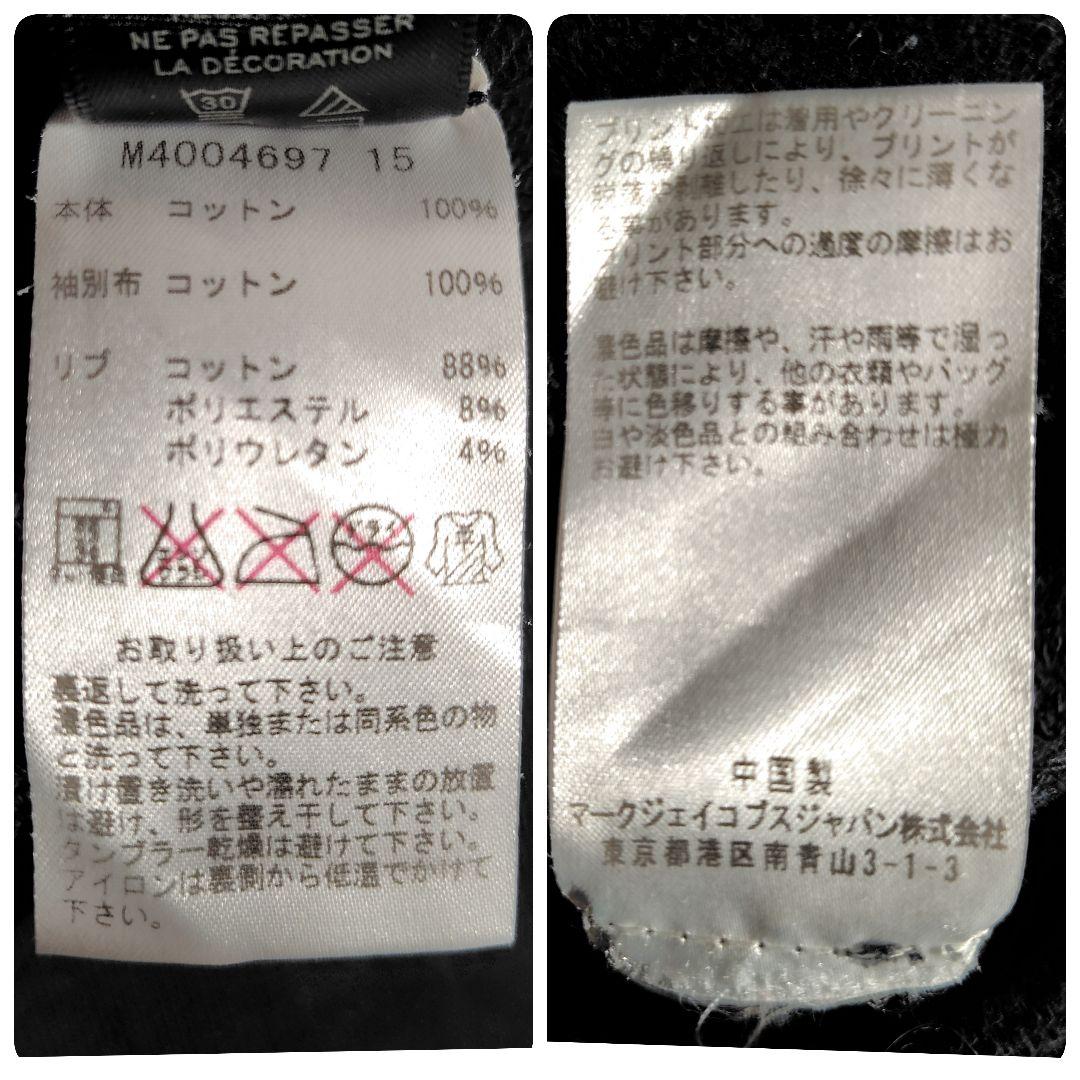 NE PAS REPASSER
LA DÉCORATION
30
M4004697 15
本体 コットン 100%
袖別布 コットン 100%
リブ コットン 88%
ポリエステル 8%
ポリウレタン 4%
お取り扱い上のご注意
裏返して洗って下さい。
濃色品は、単独または同系色の物
と洗って下さい。
漬け置き洗いや濡れたままの放置
は避け、形を整え干して下さい。
タンブラー乾燥は避けて下さい。
アイロンは裏側から低温でかけて
下さい。
プリント加工は着用やクリーニン
グの繰り返しにより、プリントが
脱落や剥離したり、徐々に薄くな
る事があります。
プリント部分への過度の摩擦はお
避け下さい。
濃色品は摩擦や、汗や雨等で湿っ
た状態により、他の衣類やバッグ
等に色移りする事があります。
白や淡色品との組み合わせは極力
お避け下さい。
中国製
マークジェイコブスジャパン株式会社
東京都港区南青山3-1-3